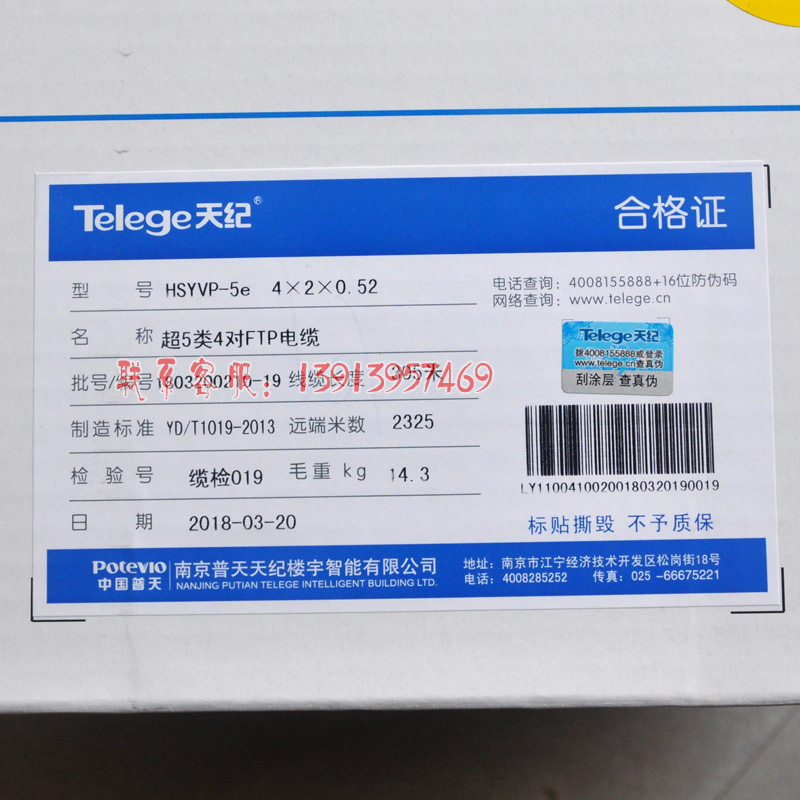 Telege天纪® 合格证
型 号 HSYVP-5e 4×2×0.52
电话查询：4008155888+16位防伪码
网络查询：www.telege.cn
名 称 超5类4对FTP电缆
Telege天纪
拨4008155888或登录
www.telege.cn查真伪
刮涂层 查真伪
批号/编号 1803200210-19 线缆长度 305米
联系客服：13913957469
制造标准 YD/T1019-2013 远端米数 2325
检 验 号 缆检019 毛重 kg 14.3
LY11004100200180320190019
日 期 2018-03-20
标贴撕毁 不予质保
Potevio 中国普天
南京普天天纪楼宇智能有限公司
NANJING PUTIAN TELEGE INTELLIGENT BUILDING LTD.
地址：南京市江宁经济技术开发区松岗街18号
电话：4008285252 传真：025-66675221